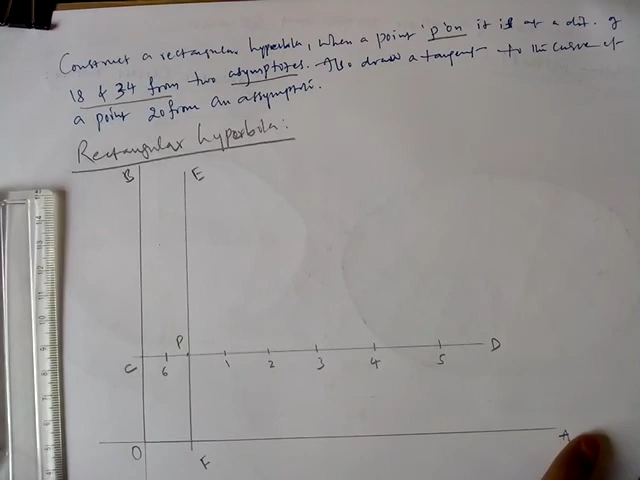 Construct a rectangular hyperbola, when a point 'p' on it is at a dist. of
18 & 34 from two asymptotes. Also draw a tangent to the curve at
a point 20 from an assymptote.
Rectangular hyperbola:
B E
C 6 P 1 2 3 4 5 D
O F A